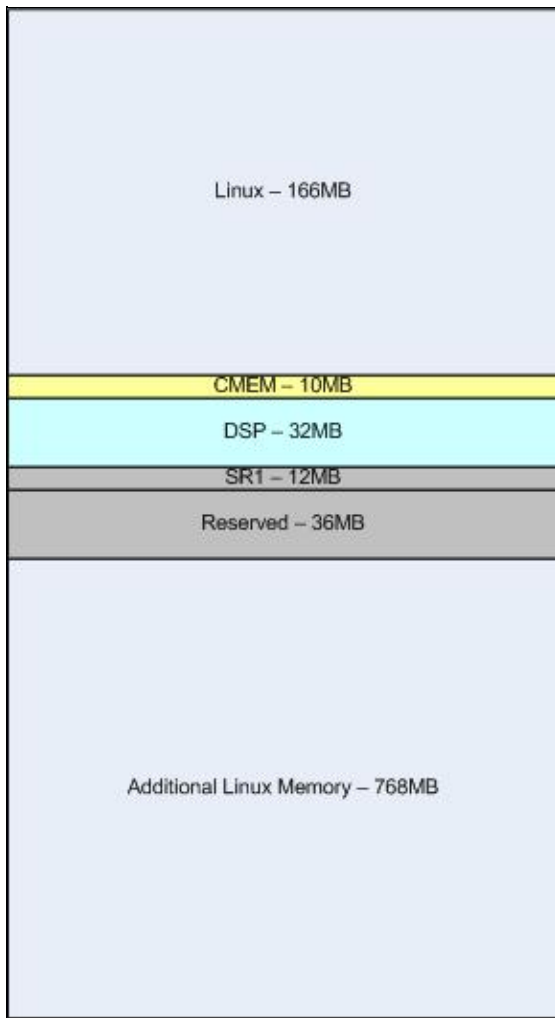 Linux – 166MB
CMEM – 10MB
DSP – 32MB
SR1 – 12MB
Reserved – 36MB
Additional Linux Memory – 768MB